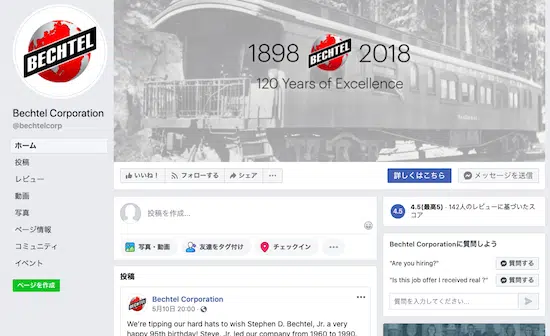 BECHTEL
1898 BECHTEL 2018
120 Years of Excellence
Bechtel Corporation
@bechtelcorp
ホーム
投稿
レビュー
動画
写真
ページ情報
コミュニティ
イベント
ページを作成
いいね！ フォローする シェア ...
詳しくはこちら メッセージを送信
投稿を作成...
写真・動画 友達をタグ付け チェックイン ...
投稿
BECHTEL
Bechtel Corporation ...
5月10日 20:00
We're tipping our hard hats to wish Stephen D. Bechtel, Jr. a very
happy 95th birthday! Steve, Jr. led our company from 1960 to 1990,
4.5 4.5(最高5) · 142人のレビューに基づいたス
コア
Bechtel Corporationに質問しよう
"Are you hiring?" 質問する
"Is this job offer I received real ?" 質問する
質問を入力